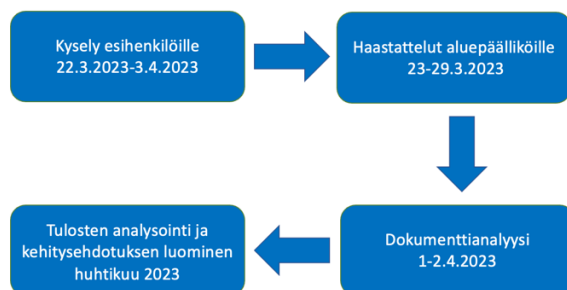 Kysely esihenkilöille
22.3.2023-3.4.2023
Haastattelut aluepäälliköille
23-29.3.2023
Dokumenttianalyysi
1-2.4.2023
Tulosten analysointi ja
kehitysehdotuksen luominen
huhtikuu 2023